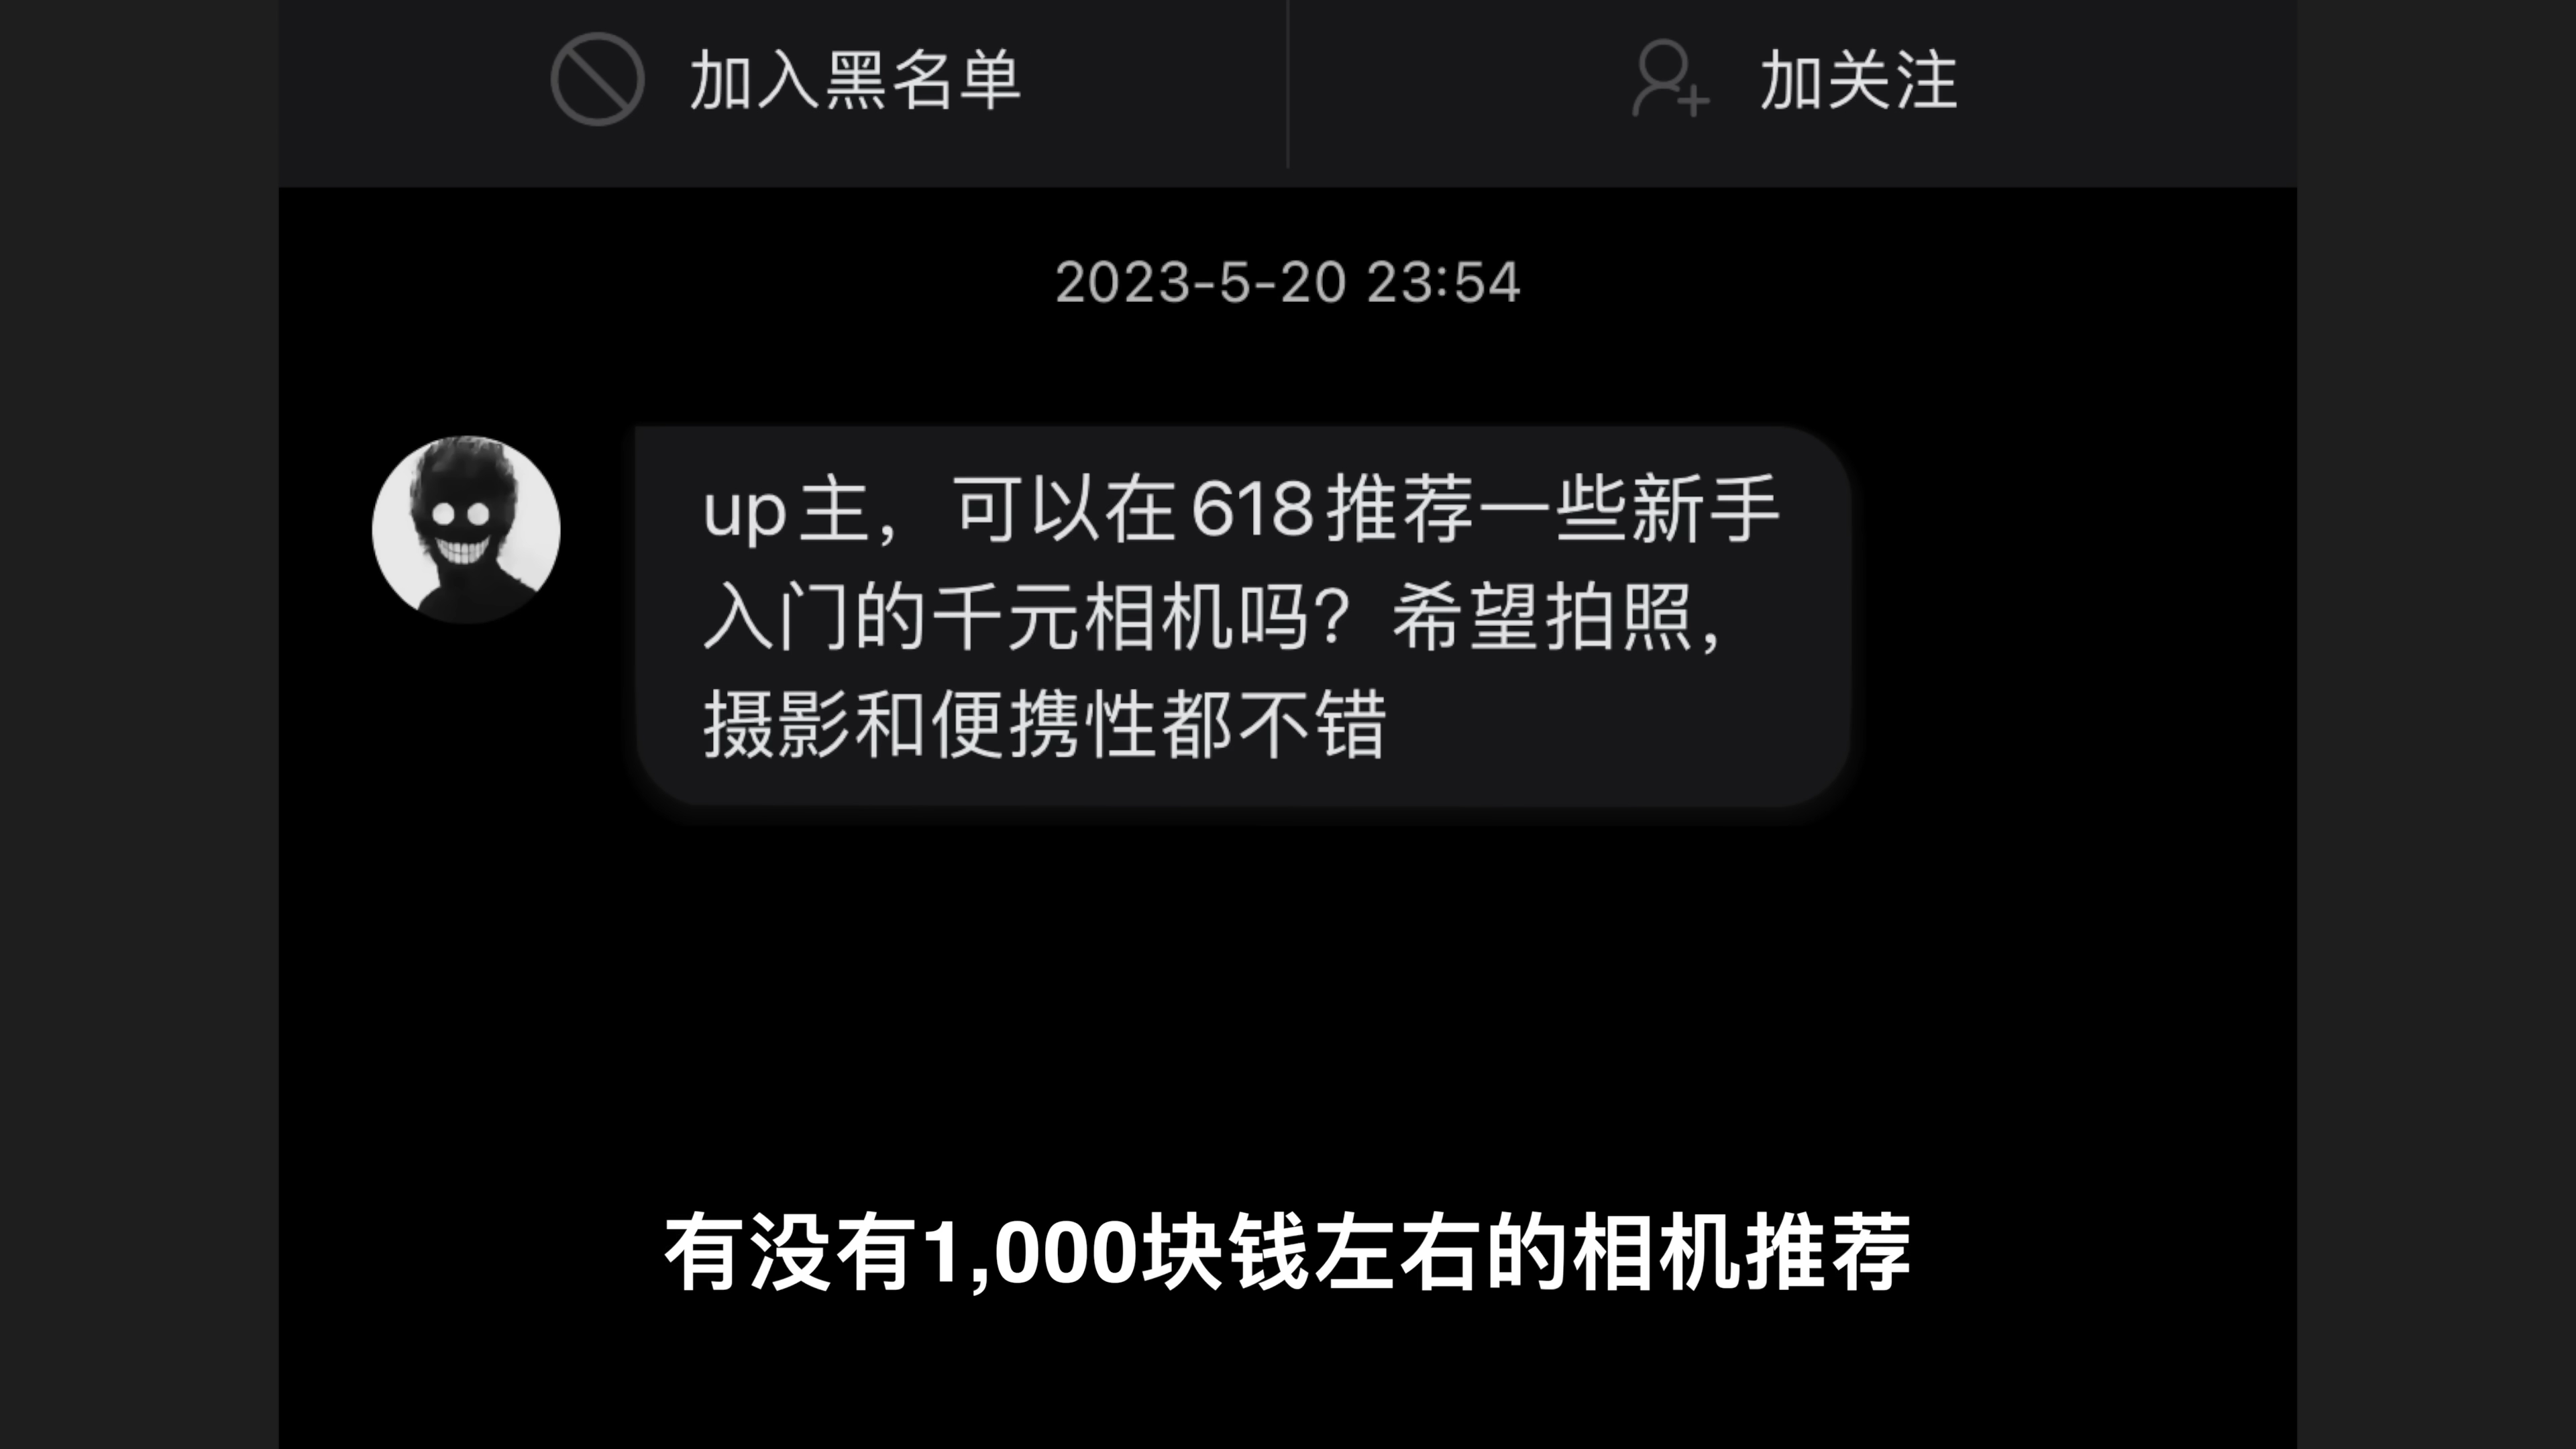 加入黑名单
加关注
2023-5-20 23:54
up主，可以在618推荐一些新手
入门的千元相机吗？希望拍照，
摄影和便携性都不错
有没有1,000块钱左右的相机推荐